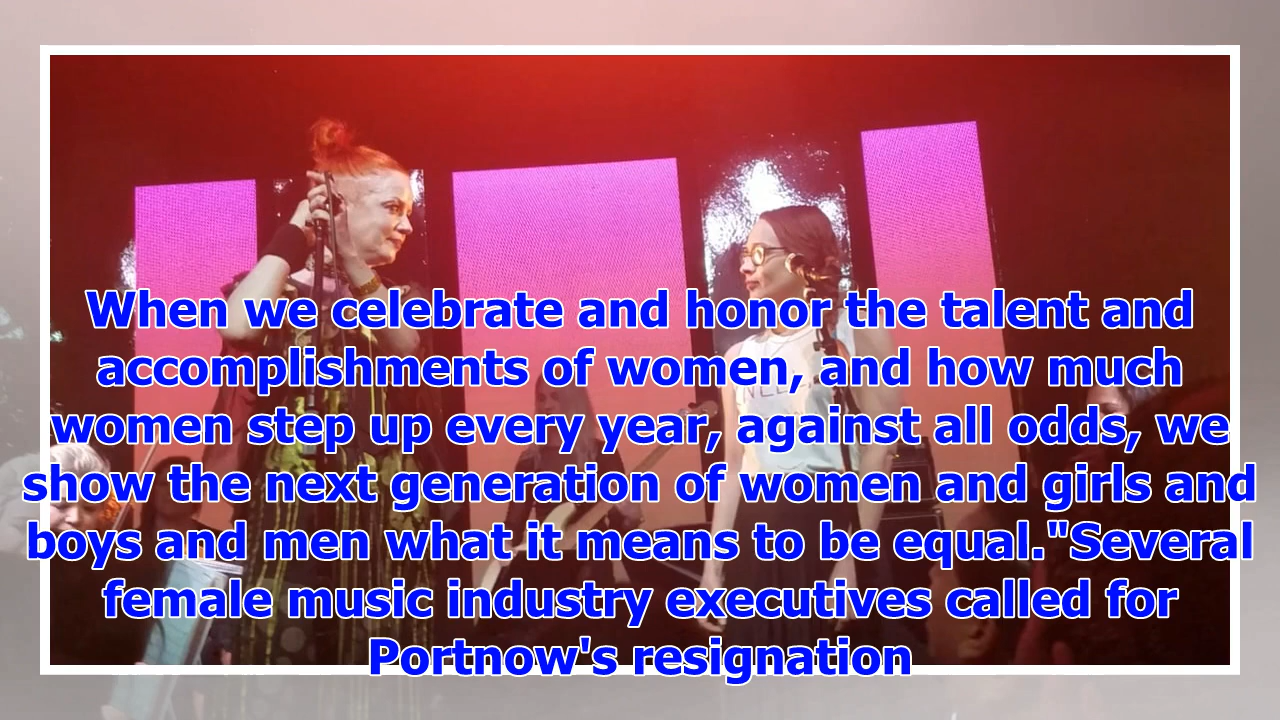 When we celebrate and honor the talent and
accomplishments of women, and how much
women step up every year, against all odds, we
show the next generation of women and girls and
boys and men what it means to be equal."Several
female music industry executives called for
Portnow's resignation